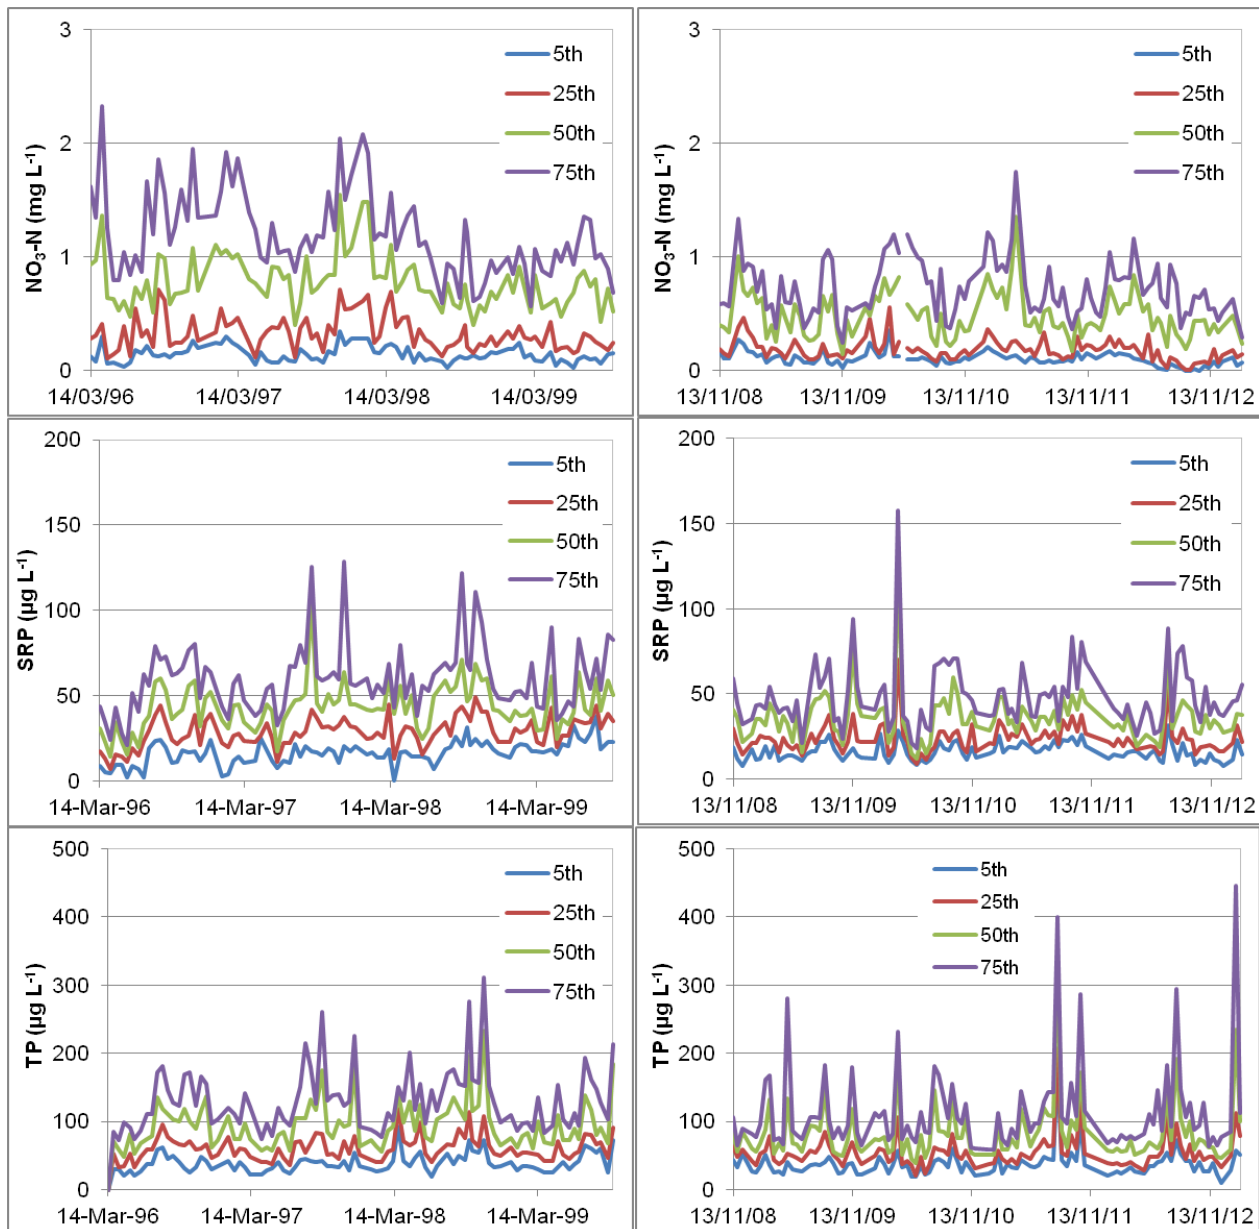 3
2
1
0
NO₃-N (mg L⁻¹)
5th
25th
50th
75th
14/03/96
14/03/97
14/03/98
14/03/99
3
2
1
0
NO₃-N (mg L⁻¹)
5th
25th
50th
75th
13/11/08
13/11/09
13/11/10
13/11/11
13/11/12
200
150
100
50
0
SRP (µg L⁻¹)
5th
25th
50th
75th
14-Mar-96
14-Mar-97
14-Mar-98
14-Mar-99
200
150
100
50
0
SRP (µg L⁻¹)
5th
25th
50th
75th
13/11/08
13/11/09
13/11/10
13/11/11
13/11/12
500
400
300
200
100
0
TP (µg L⁻¹)
5th
25th
50th
75th
14-Mar-96
14-Mar-97
14-Mar-98
14-Mar-99
500
400
300
200
100
0
TP (µg L⁻¹)
5th
25th
50th
75th
13/11/08
13/11/09
13/11/10
13/11/11
13/11/12